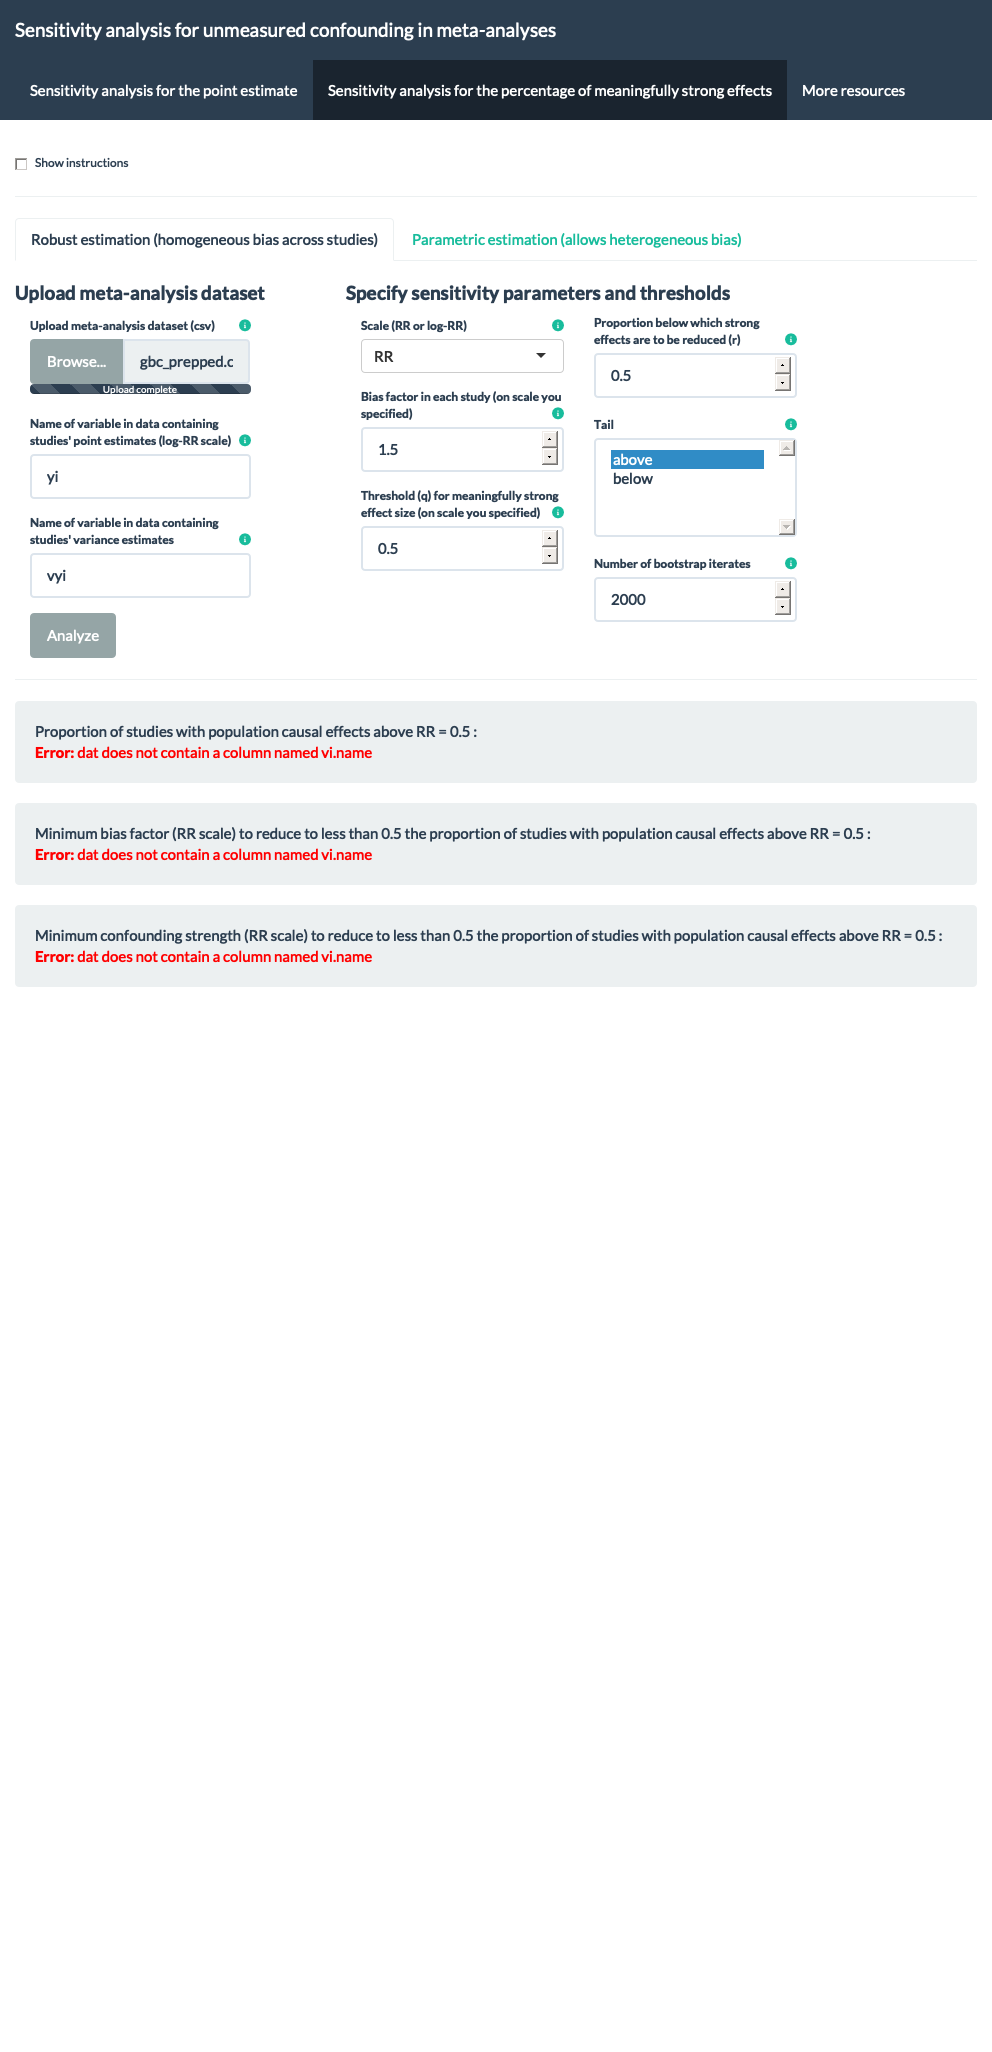 Sensitivity analysis for unmeasured confounding in meta-analyses
Sensitivity analysis for the point estimate
Sensitivity analysis for the percentage of meaningfully strong effects
More resources
Show instructions
Robust estimation (homogeneous bias across studies)
Parametric estimation (allows heterogeneous bias)
Upload meta-analysis dataset
Upload meta-analysis dataset (csv)
Browse...
gbc_prepped.c
Upload complete
Name of variable in data containing
studies' point estimates (log-RR scale)
yi
Name of variable in data containing
studies' variance estimates
vyi
Analyze
Specify sensitivity parameters and thresholds
Scale (RR or log-RR)
RR
Bias factor in each study (on scale you
specified)
1.5
Threshold (q) for meaningfully strong
effect size (on scale you specified)
0.5
Proportion below which strong
effects are to be reduced (r)
0.5
Tail
above
below
Number of bootstrap iterates
2000
Proportion of studies with population causal effects above RR = 0.5 :
Error: dat does not contain a column named vi.name
Minimum bias factor (RR scale) to reduce to less than 0.5 the proportion of studies with population causal effects above RR = 0.5 :
Error: dat does not contain a column named vi.name
Minimum confounding strength (RR scale) to reduce to less than 0.5 the proportion of studies with population causal effects above RR = 0.5 :
Error: dat does not contain a column named vi.name